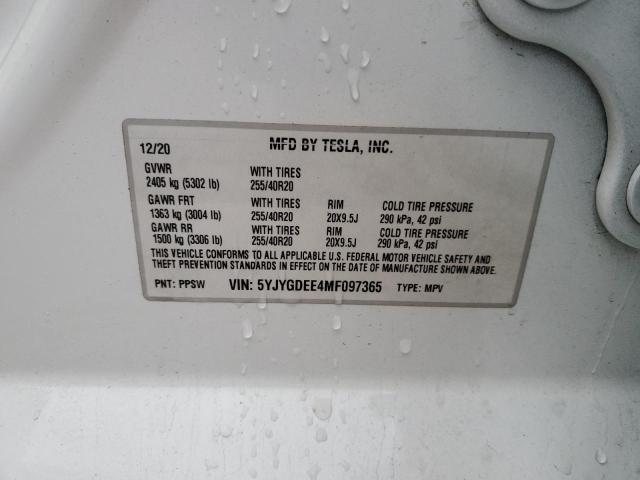 12/20 MFD BY TESLA, INC.
GVWR WITH TIRES
2405 kg (5302 lb) 255/40R20
GAWR FRT WITH TIRES RIM COLD TIRE PRESSURE
1363 kg (3004 lb) 255/40R20 20X9.5J 290 kPa, 42 psi
GAWR RR WITH TIRES RIM COLD TIRE PRESSURE
1500 kg (3306 lb) 255/40R20 20X9.5J 290 kPa, 42 psi
THIS VEHICLE CONFORMS TO ALL APPLICABLE U.S. FEDERAL MOTOR VEHICLE SAFETY AND
THEFT PREVENTION STANDARDS IN EFFECT ON THE DATE OF MANUFACTURE SHOWN ABOVE.
PNT: PPSW VIN: 5YJYGDEE4MF097365 TYPE: MPV